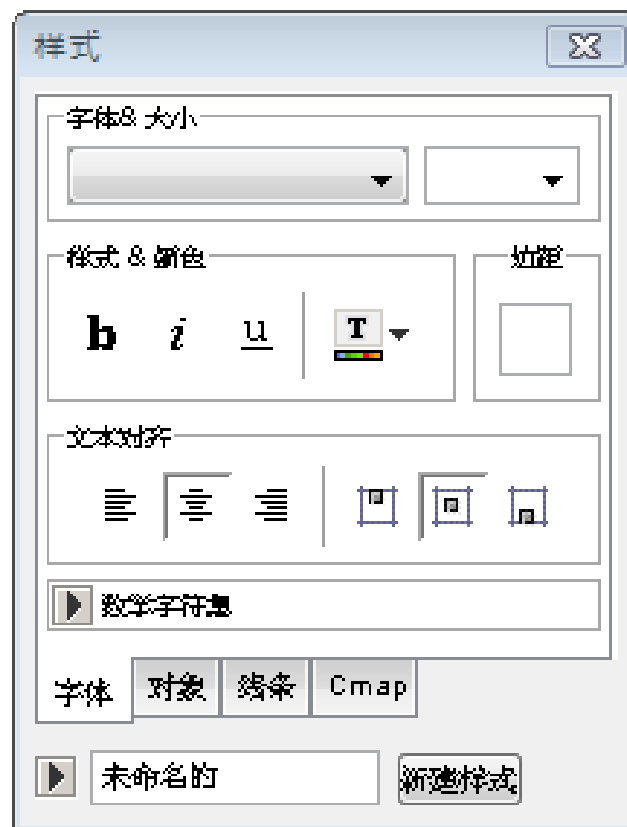 样式
字体& 大小
样式 & 颜色
边距
b i u T
文本对齐
数学字符集
字体 对象 线条 Cmap
未命名的 新建样式